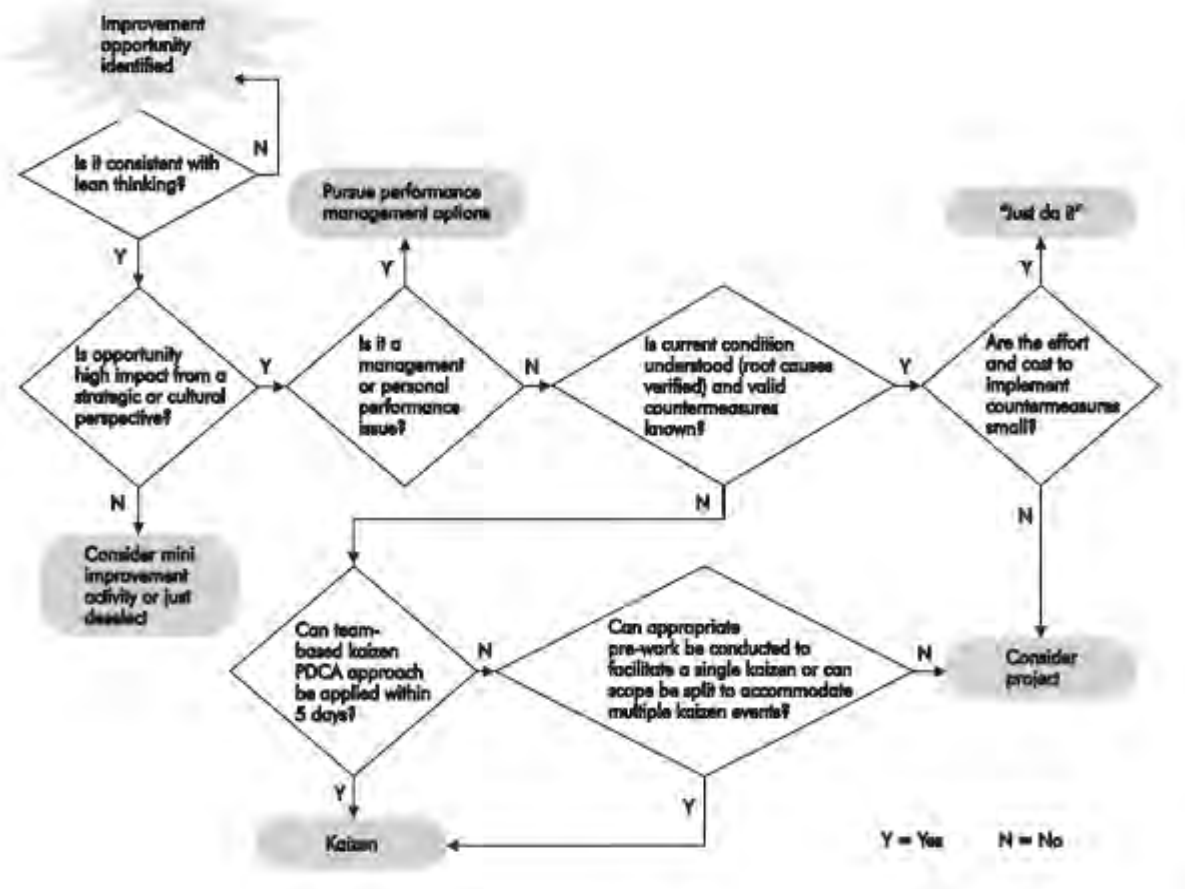 Improvement
opportunity
identified
N
Is it consistent with
lean thinking?
Y
Pursue performance
management options
Y
"Just do it"
Y
Is opportunity
high impact from a
strategic or cultural
perspective?
Y
Is it a
management
or personal
performance
issue?
N
Is current condition
understood (root causes
verified) and valid
countermeasures
known?
Y
Are the effort
and cost to
implement
countermeasures
small?
N
N
N
Consider mini
improvement
activity or just
deselect
Can team-
based kaizen
PDCA approach
be applied within
5 days?
N
Can appropriate
pre-work be conducted to
facilitate a single kaizen or can
scope be split to accommodate
multiple kaizen events?
N
Consider
project
Y
Y
Kaizen
Y = Yes N = No